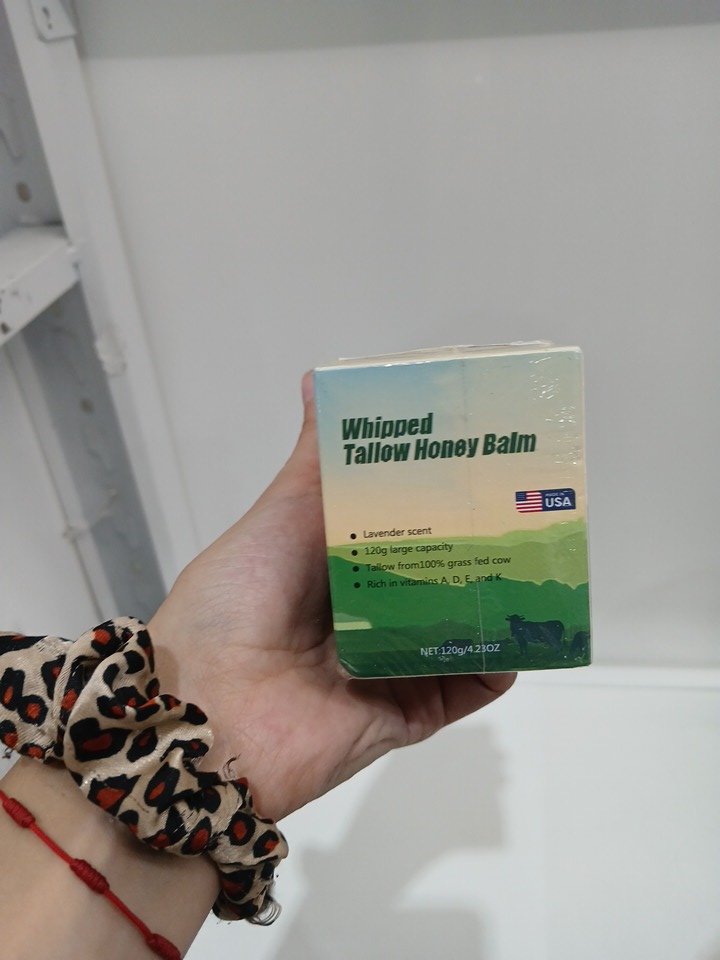 Whipped
Tallow Honey Balm
MADE IN
USA
Lavender scent
120g large capacity
Tallow from100% grass fed cow
Rich in vitamins A, D, E, and K
NET:120g/4.23OZ